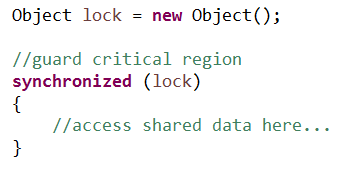 Object lock = new Object();
//guard critical region
synchronized (lock)
{
    //access shared data here...
}